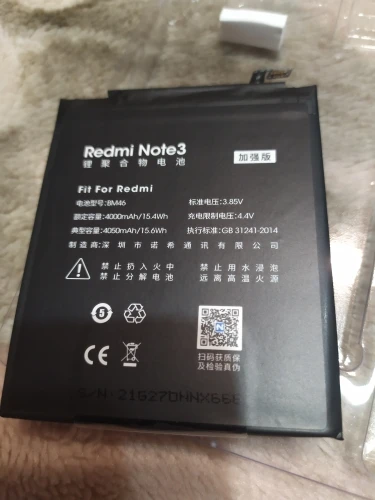 Redmi Note3
锂聚合物电池
加强版
Fit For Redmi
电池型号:BM46 标准电压:3.85V
额定容量:4000mAh/15.4Wh 充电限制电压:4.4V
典型容量:4050mAh/15.6Wh 执行标准:GB 31241-2014
制造商:深圳市诺希通讯有限公司
禁止扔入火中 禁止用水浸泡
禁止分解电池 远离高温火源
5
扫码获质保
及检验真伪
CE
S/N:21G27DHNX666